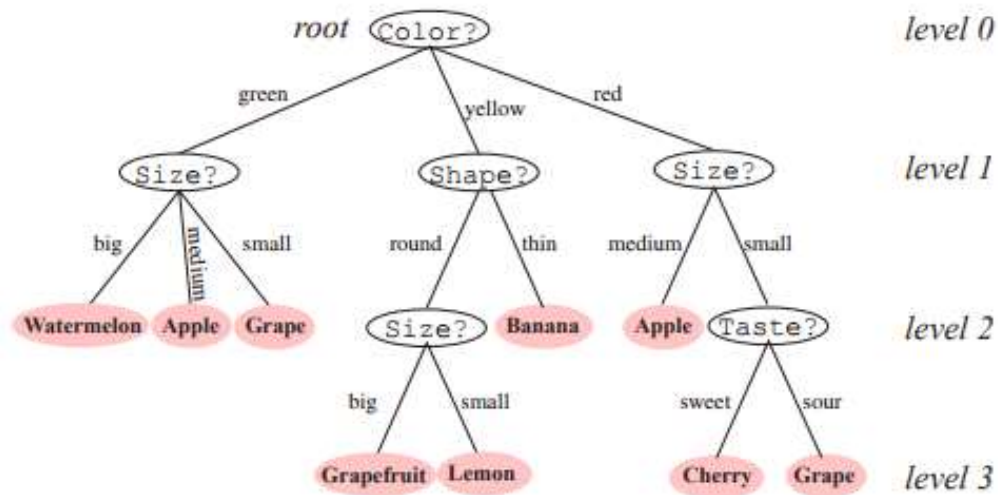 root Color? level 0
green yellow red
Size? Shape? Size? level 1
big medium small round thin medium small
Watermelon Apple Grape Size? Banana Apple Taste? level 2
big small sweet sour
Grapefruit Lemon Cherry Grape level 3